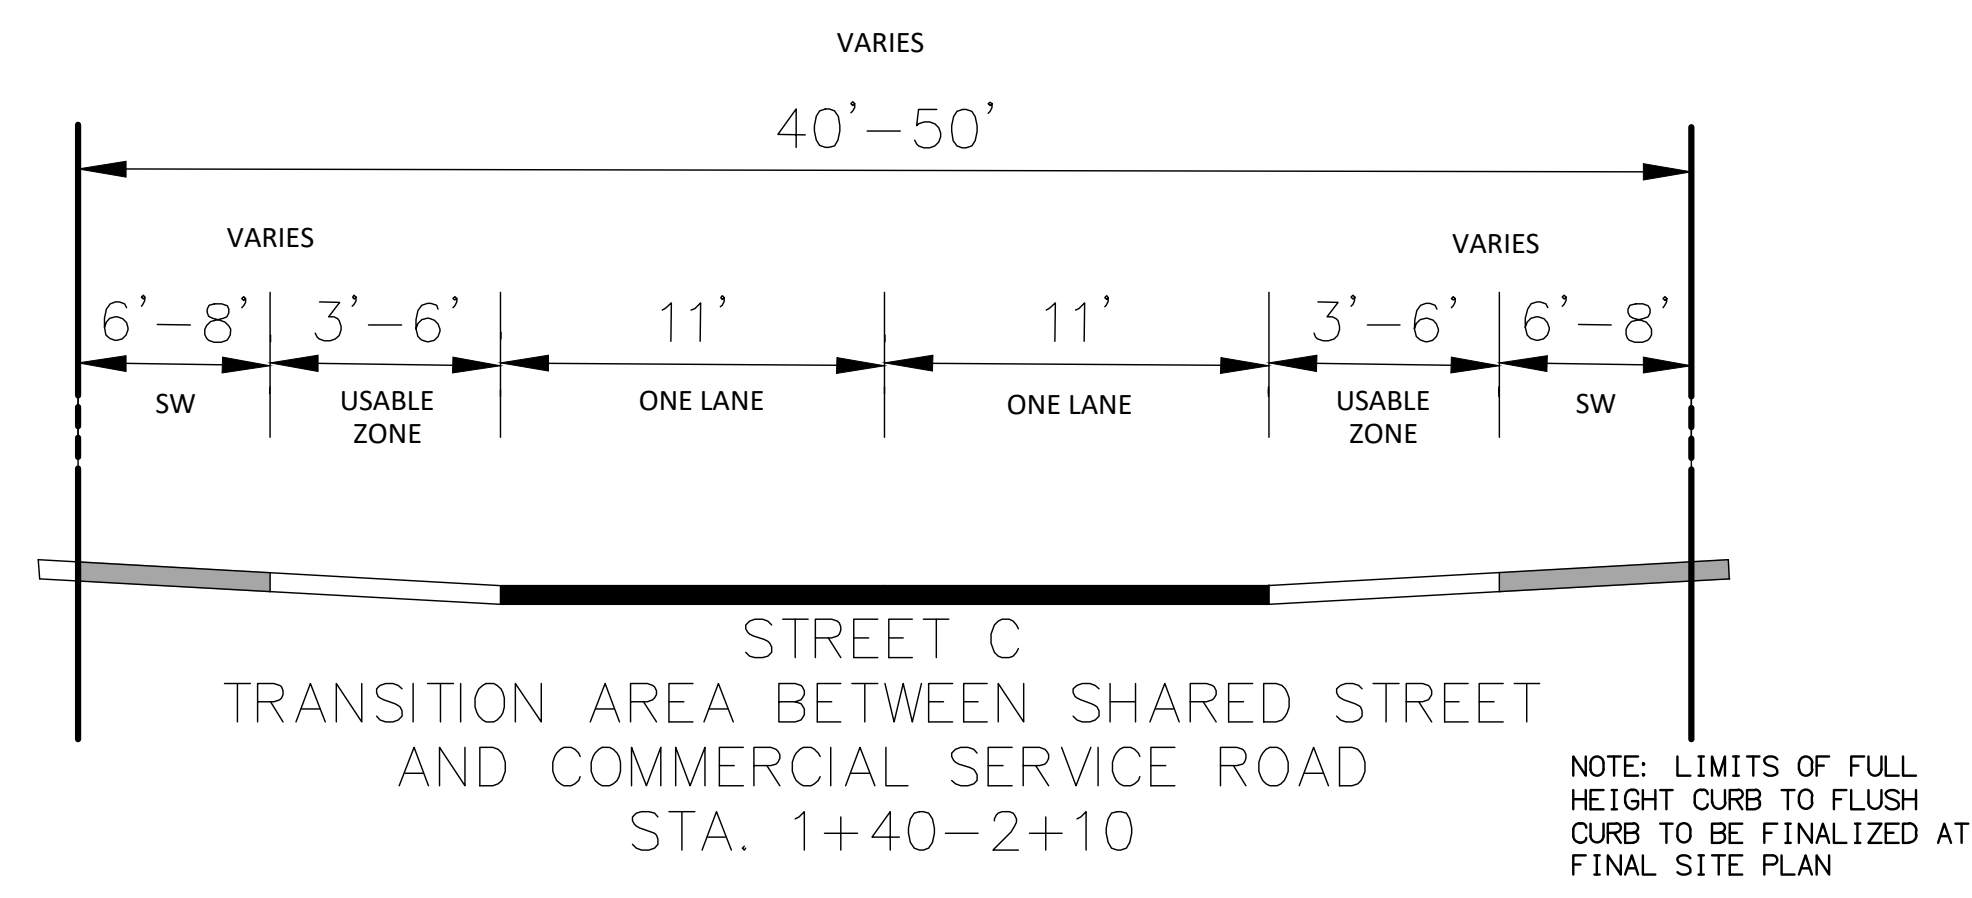 VARIES
40'-50'
VARIES
VARIES
6'-8'
3'-6'
11'
11'
3'-6'
6'-8'
SW
USABLE
ZONE
ONE LANE
ONE LANE
USABLE
ZONE
SW
STREET C
TRANSITION AREA BETWEEN SHARED STREET
AND COMMERCIAL SERVICE ROAD
STA. 1+40-2+10
NOTE: LIMITS OF FULL
HEIGHT CURB TO FLUSH
CURB TO BE FINALIZED AT
FINAL SITE PLAN